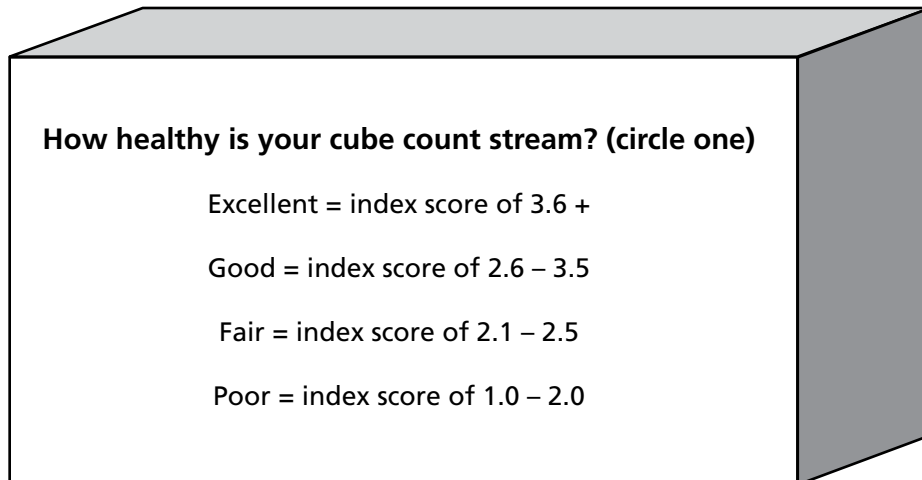 How healthy is your cube count stream? (circle one)
Excellent = index score of 3.6 +
Good = index score of 2.6 – 3.5
Fair = index score of 2.1 – 2.5
Poor = index score of 1.0 – 2.0